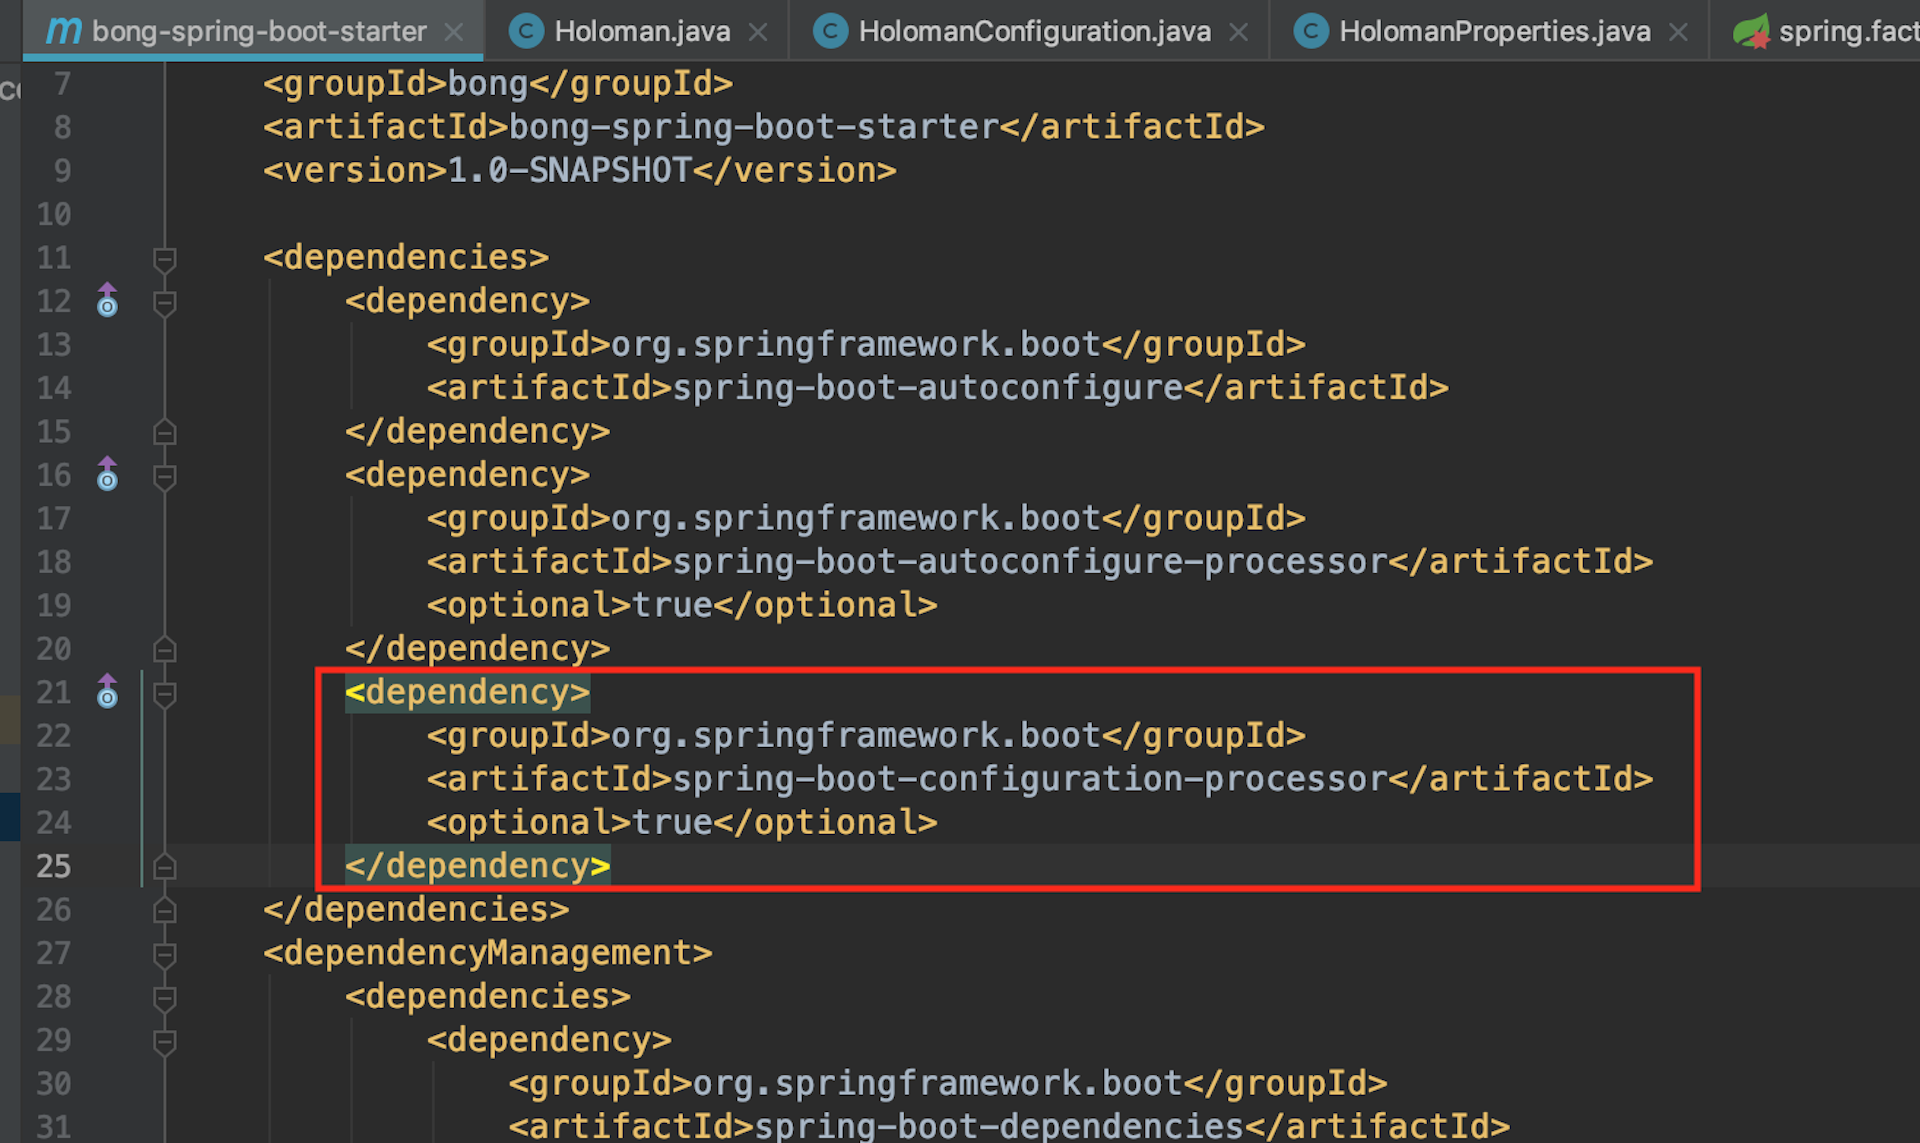 bong-spring-boot-starter Holoman.java HolomanConfiguration.java HolomanProperties.java spring.fact
7 <groupId>bong</groupId>
8 <artifactId>bong-spring-boot-starter</artifactId>
9 <version>1.0-SNAPSHOT</version>
10
11 <dependencies>
12 <dependency>
13 <groupId>org.springframework.boot</groupId>
14 <artifactId>spring-boot-autoconfigure</artifactId>
15 </dependency>
16 <dependency>
17 <groupId>org.springframework.boot</groupId>
18 <artifactId>spring-boot-autoconfigure-processor</artifactId>
19 <optional>true</optional>
20 </dependency>
21 <dependency>
22 <groupId>org.springframework.boot</groupId>
23 <artifactId>spring-boot-configuration-processor</artifactId>
24 <optional>true</optional>
25 </dependency>
26 </dependencies>
27 <dependencyManagement>
28 <dependencies>
29 <dependency>
30 <groupId>org.springframework.boot</groupId>
31 <artifactId>spring-boot-dependencies</artifactId>